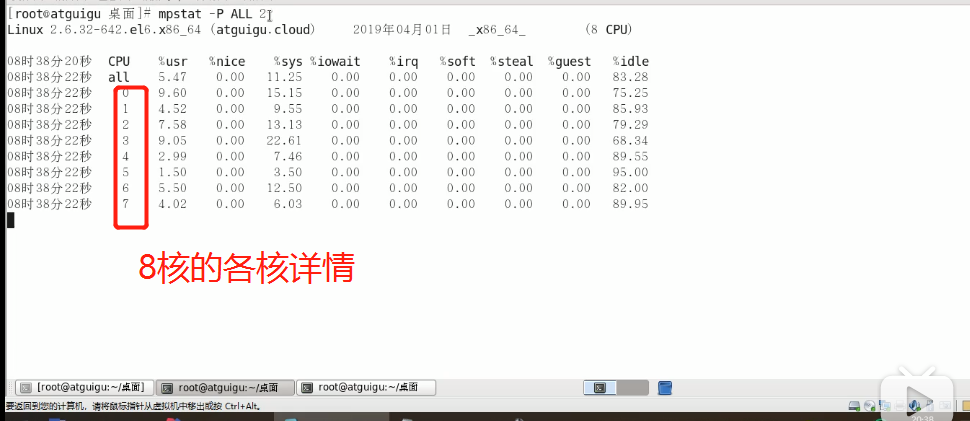 [root@atguigu 桌面]# mpstat -P ALL 2
Linux 2.6.32-642.el6.x86_64 (atguigu.cloud) 2019年04月01日 _x86_64_ (8 CPU)
08时38分20秒 CPU %usr %nice %sys %iowait %irq %soft %steal %guest %idle
08时38分22秒 all 5.47 0.00 11.25 0.00 0.00 0.00 0.00 0.00 83.28
08时38分22秒 0 9.60 0.00 15.15 0.00 0.00 0.00 0.00 0.00 75.25
08时38分22秒 1 4.52 0.00 9.55 0.00 0.00 0.00 0.00 0.00 85.93
08时38分22秒 2 7.58 0.00 13.13 0.00 0.00 0.00 0.00 0.00 79.29
08时38分22秒 3 9.05 0.00 22.61 0.00 0.00 0.00 0.00 0.00 68.34
08时38分22秒 4 2.99 0.00 7.46 0.00 0.00 0.00 0.00 0.00 89.55
08时38分22秒 5 1.50 0.00 3.50 0.00 0.00 0.00 0.00 0.00 95.00
08时38分22秒 6 5.50 0.00 12.50 0.00 0.00 0.00 0.00 0.00 82.00
08时38分22秒 7 4.02 0.00 6.03 0.00 0.00 0.00 0.00 0.00 89.95
8核的各核详情
[root@atguigu:~/桌面] root@atguigu:~/桌面 root@atguigu:~/桌面
要返回到您的计算机，请将鼠标指针从虚拟机中移出或按 Ctrl+Alt。
20:38